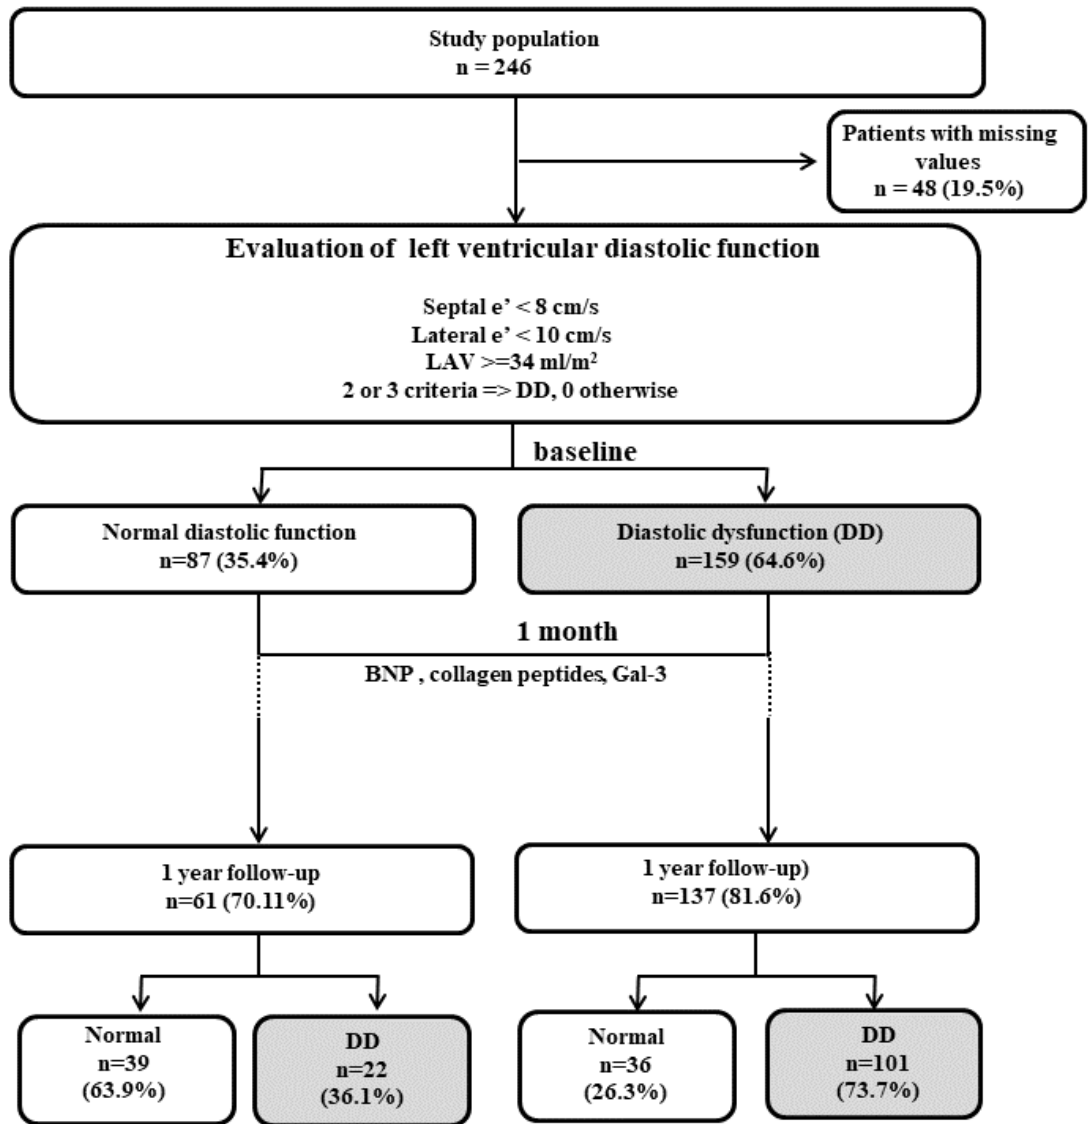 Study population
n = 246
Patients with missing
values
n = 48 (19.5%)
Evaluation of left ventricular diastolic function
Septal e’ < 8 cm/s
Lateral e’ < 10 cm/s
LAV >=34 ml/m²
2 or 3 criteria => DD, 0 otherwise
baseline
Normal diastolic function
n=87 (35.4%)
Diastolic dysfunction (DD)
n=159 (64.6%)
1 month
BNP , collagen peptides, Gal-3
1 year follow-up
n=61 (70.11%)
1 year follow-up)
n=137 (81.6%)
Normal
n=39
(63.9%)
DD
n=22
(36.1%)
Normal
n=36
(26.3%)
DD
n=101
(73.7%)